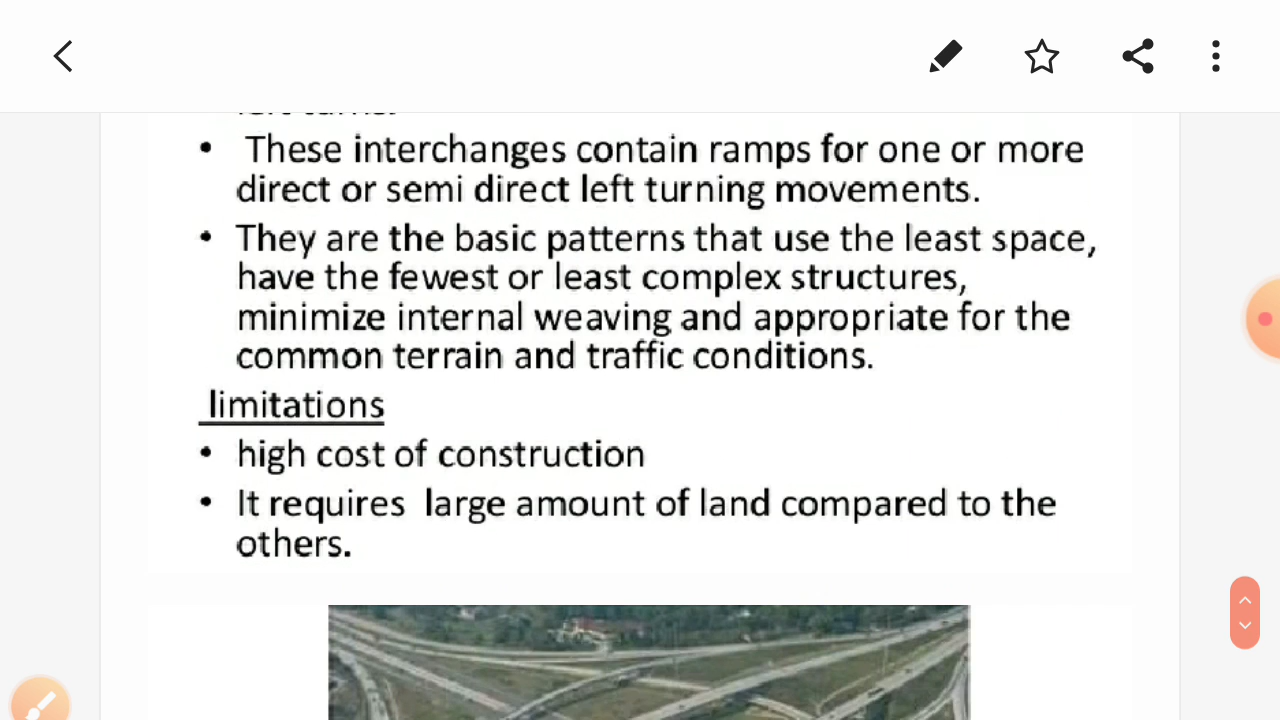 • These interchanges contain ramps for one or more
direct or semi direct left turning movements.
• They are the basic patterns that use the least space,
have the fewest or least complex structures,
minimize internal weaving and appropriate for the
common terrain and traffic conditions.
limitations
• high cost of construction
• It requires large amount of land compared to the
others.